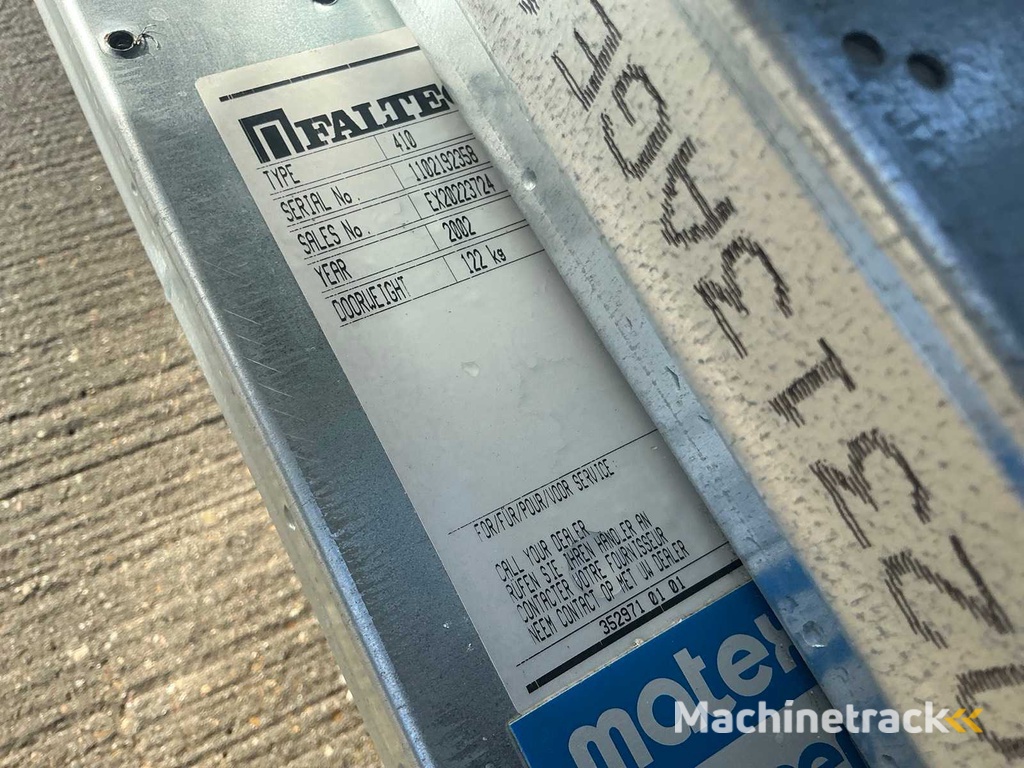 FALTEC
TYPE 410
SERIAL No. 1102192358
SALES No. EX20223724
YEAR 2002
DOORWEIGHT 122 kg
FOR/FÜR/POUR/VOOR SERVICE
CALL YOUR DEALER
RUFEN SIE IHREN HÄNDLER AN
CONTACTER VOTRE FOURNISSEUR
NEEM CONTACT OP MET UW DEALER
352971 01 01
matex
Machinetrack